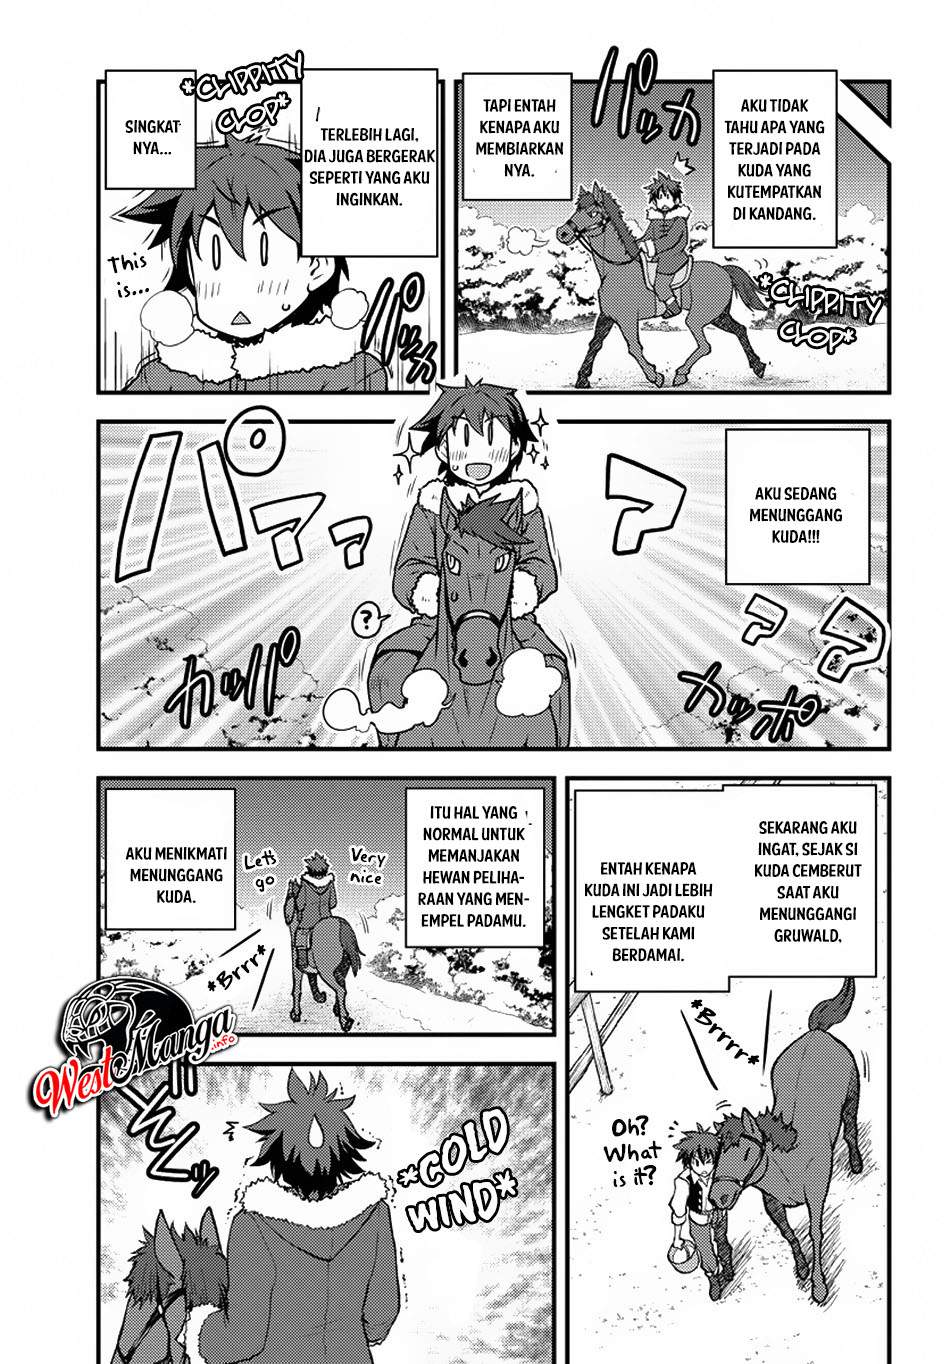 AKU TIDAK
TAHU APA YANG
TERJADI PADA
KUDA YANG
KUTEMPATKAN
DI KANDANG.
TAPI ENTAH
KENAPA AKU
MEMBIARKAN
NYA.
パッカ
*CLIPPITY
CLOP*
*CLIPPITY
CLOP*
TERLEBIH LAGI,
DIA JUGA BERGERAK
SEPERTI YANG AKU
INGINKAN.
SINGKAT
NYA...
This
is...
パッカ
AKU SEDANG
MENUNGGANG
KUDA!!!
パァァァ
?
?
?
?
?
カッパ
カッポ
SEKARANG AKU
INGAT, SEJAK SI
KUDA CEMBERUT
SAAT AKU
MENUNGGANGI
GRUWALD,
ENTAH KENAPA
KUDA INI JADI LEBIH
LENGKET PADAKU
SETELAH KAMI
BERDAMAI.
*Brrrr*
Oh?
What
is it?
ITU HAL YANG
NORMAL UNTUK
MEMANJAKAN
HEWAN PELIHA-
RAAN YANG MEN-
EMPEL PADAMU.
AKU MENIKMATI
MENUNGGANG
KUDA.
Let's
go
Very
nice
*Brrr*
WestManga
.info
*COLD
WIND*